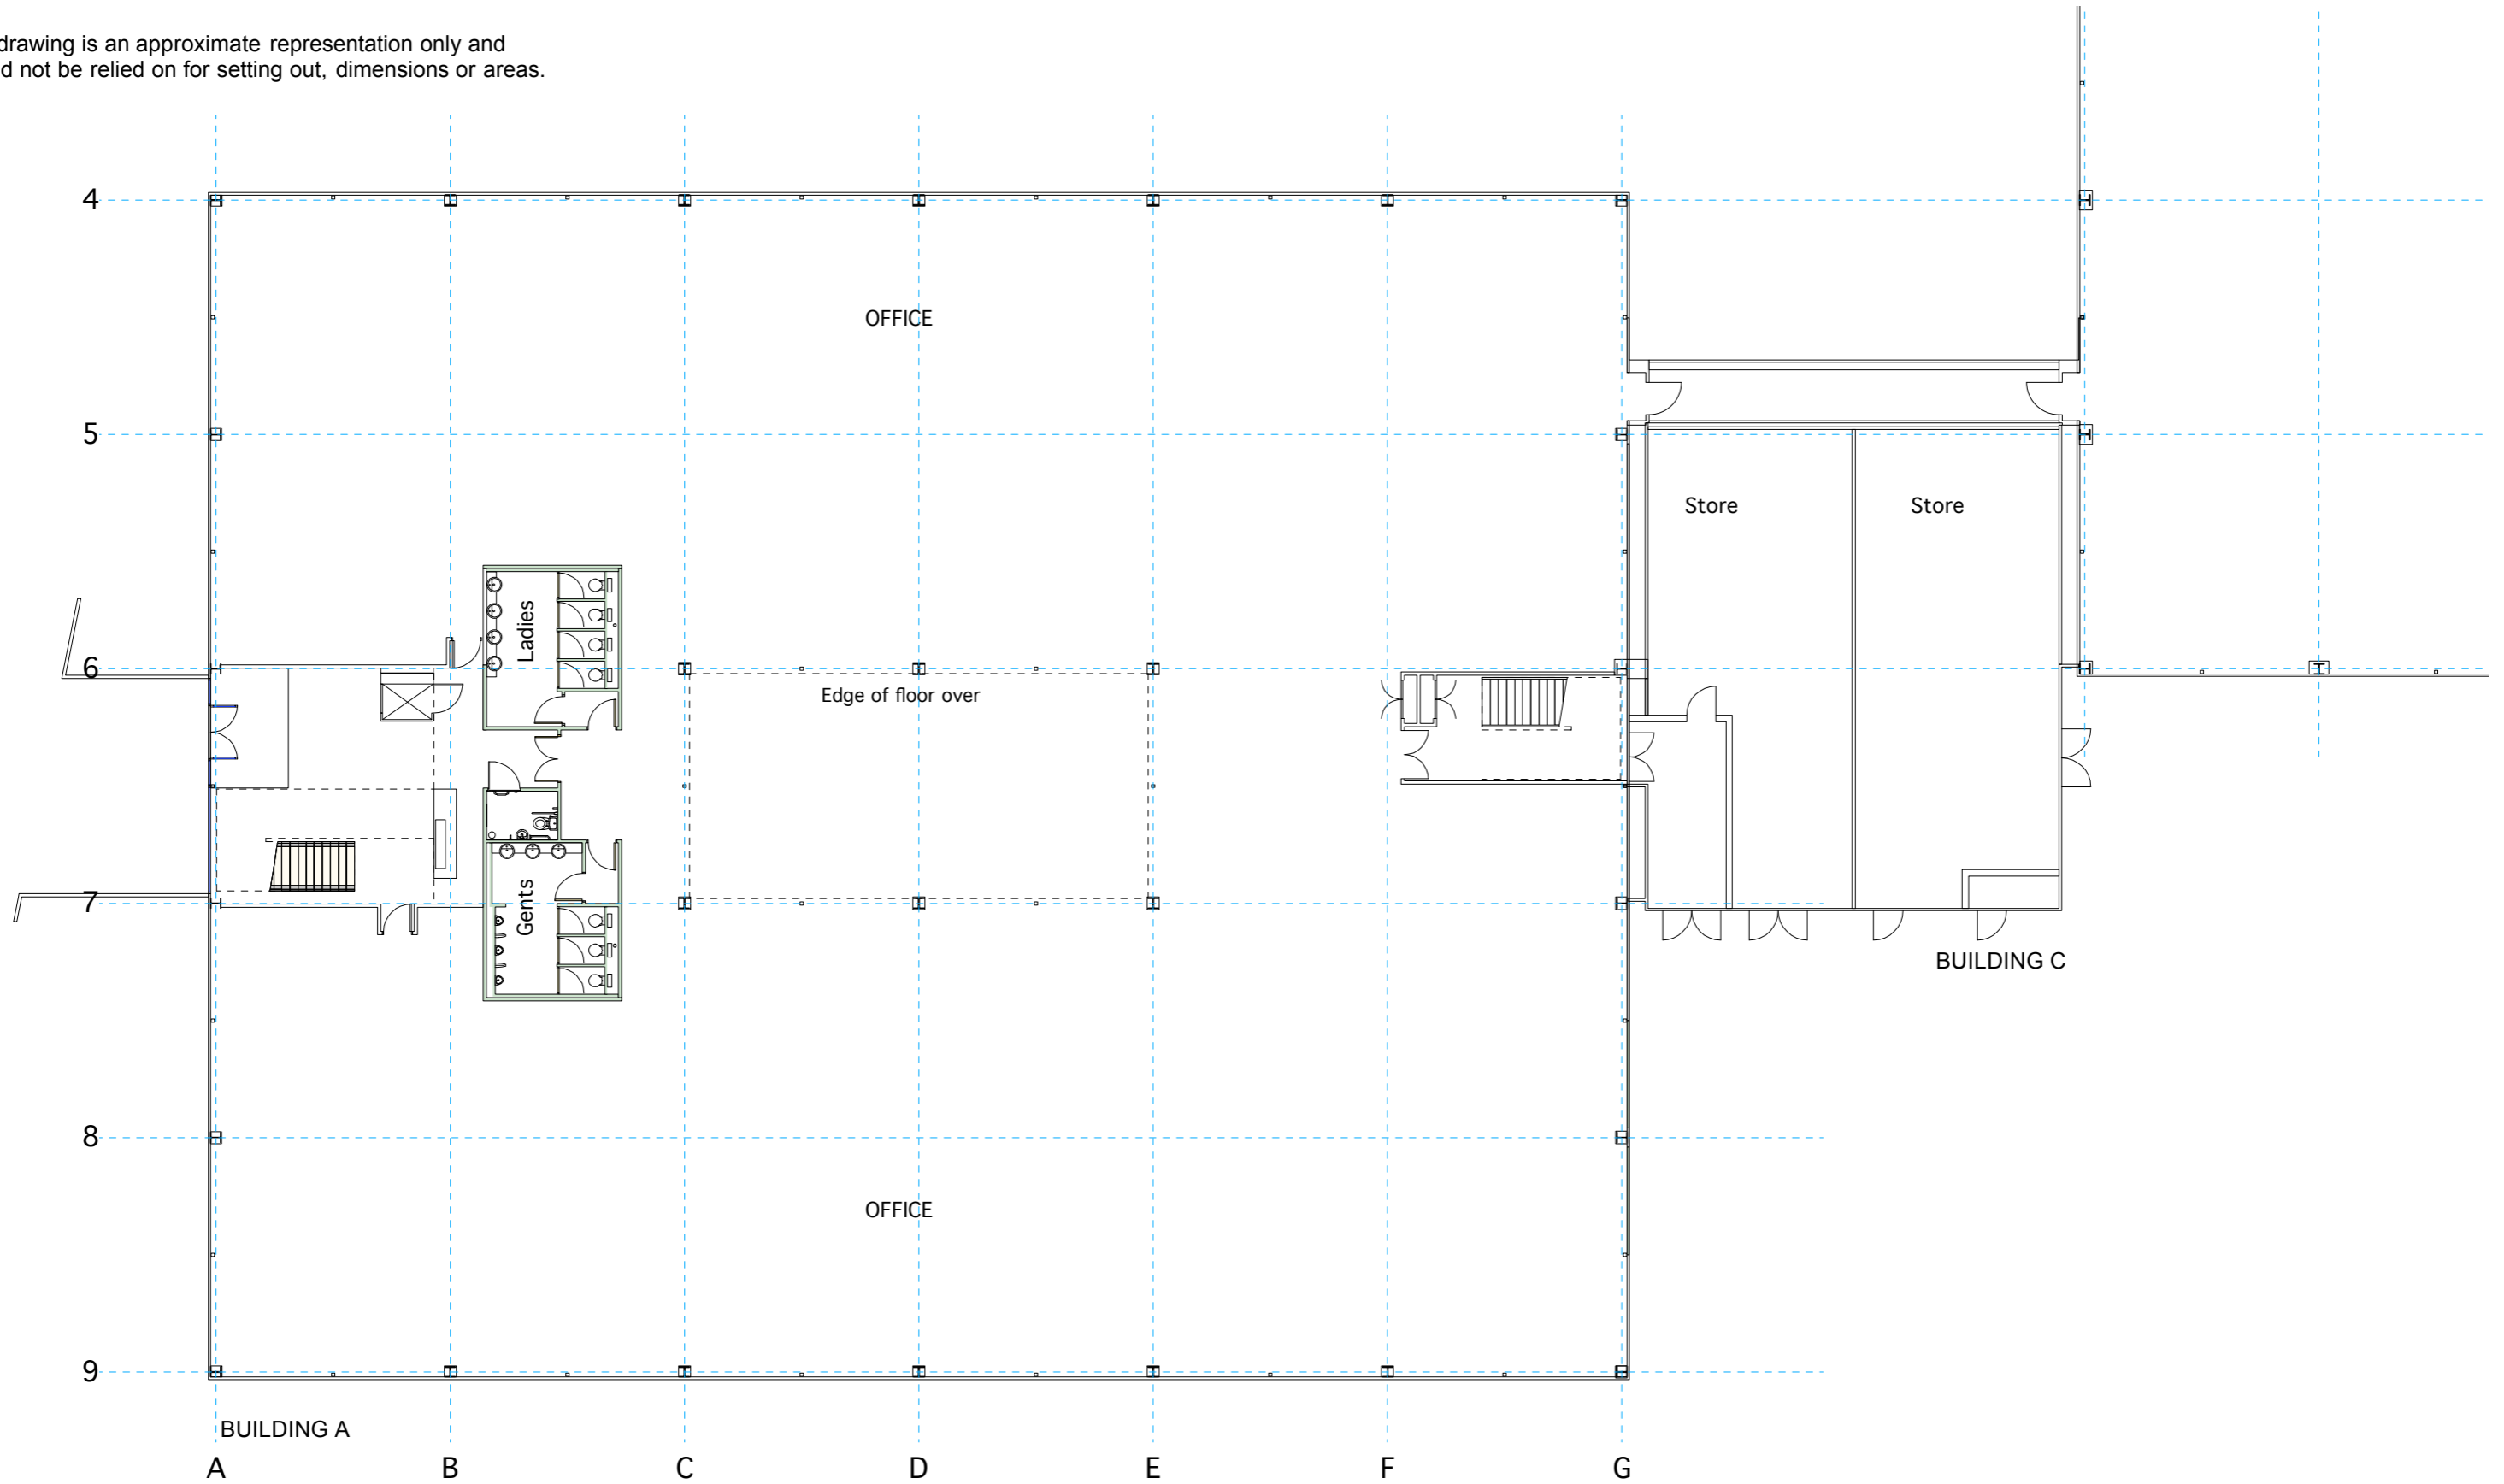 drawing is an approximate representation only and
d not be relied on for setting out, dimensions or areas.
4
OFFICE
5
Store
Store
Ladies
6
Edge of floor over
7
Gents
BUILDING C
8
OFFICE
9
BUILDING A
A
B
C
D
E
F
G